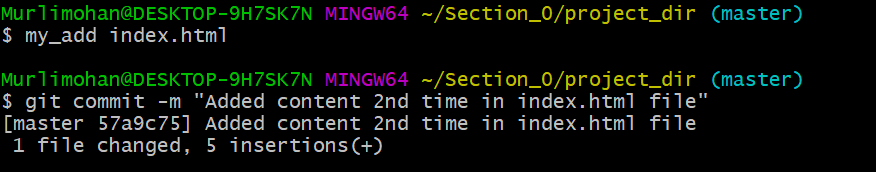 Murlimohan@DESKTOP-9H7SK7N MINGW64 ~/Section_0/project_dir (master)
$ my_add index.html
Murlimohan@DESKTOP-9H7SK7N MINGW64 ~/Section_0/project_dir (master)
$ git commit -m "Added content 2nd time in index.html file"
[master 57a9c75] Added content 2nd time in index.html file
 1 file changed, 5 insertions(+)